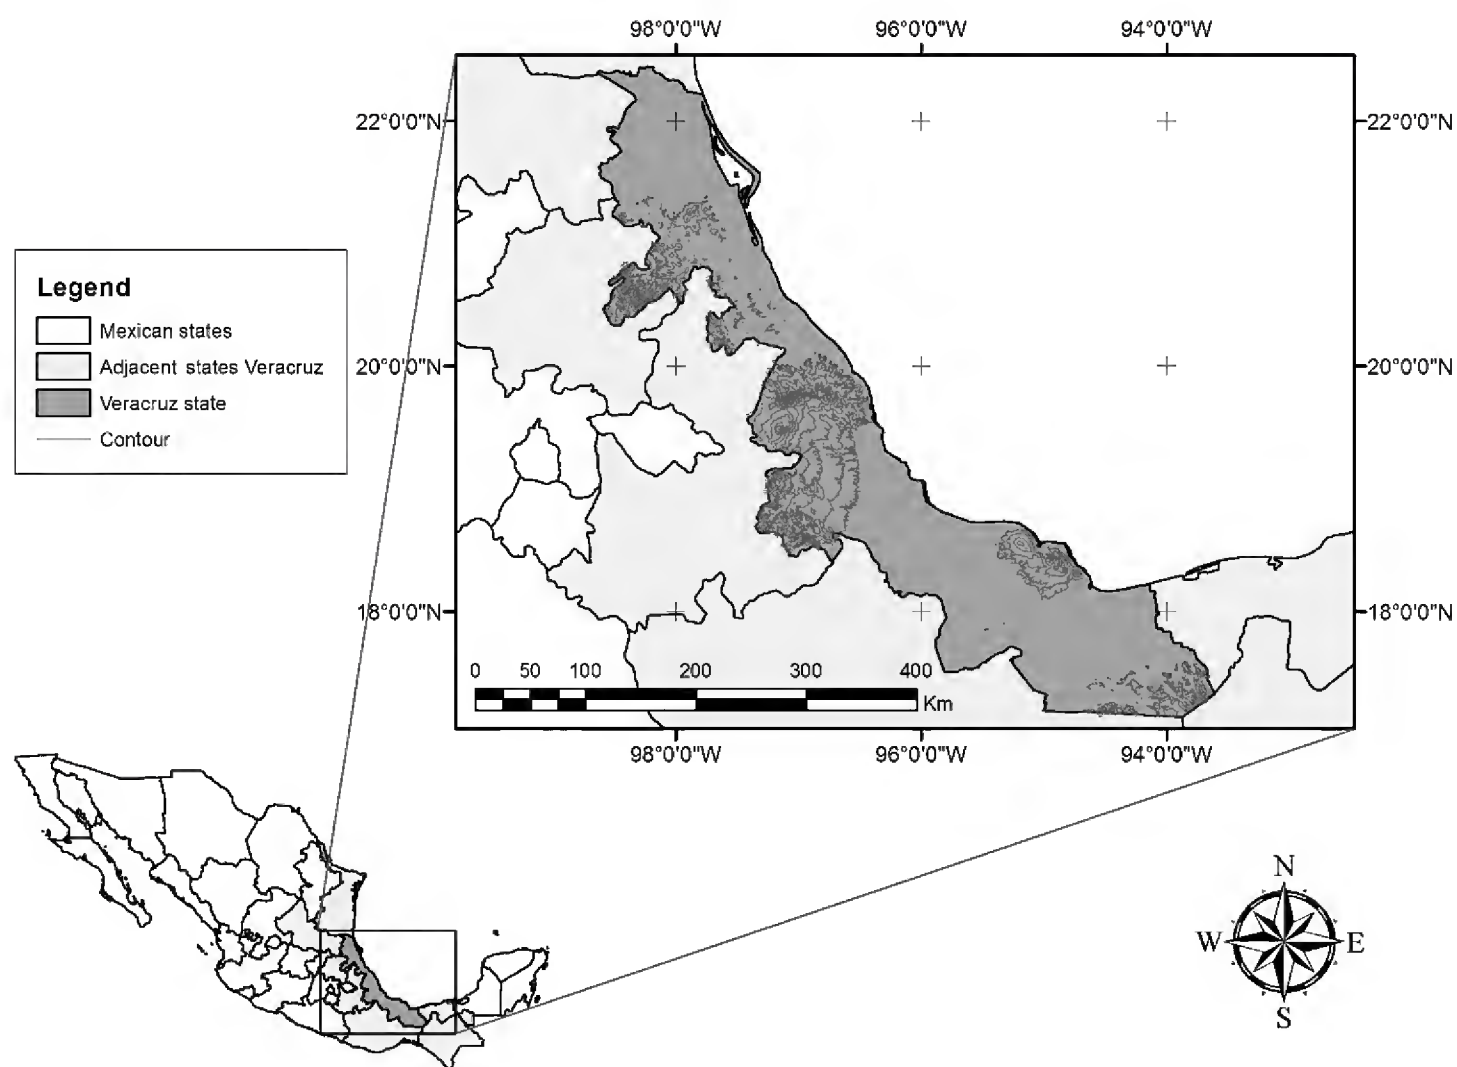 98°0'0"W 96°0'0"W 94°0'0"W
22°0'0"N 22°0'0"N
Legend
Mexican states
Adjacent states Veracruz
Veracruz state
Contour
20°0'0"N 20°0'0"N
18°0'0"N 18°0'0"N
0 50 100 200 300 400
Km
98°0'0"W 96°0'0"W 94°0'0"W
N
W E
S